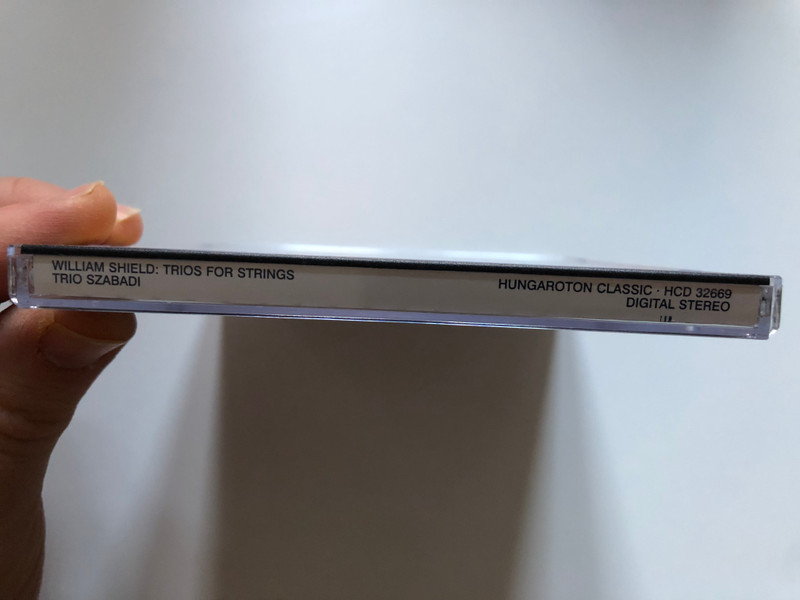 WILLIAM SHIELD: TRIOS FOR STRINGS
TRIO SZABADI
HUNGAROTON CLASSIC · HCD 32669
DIGITAL STEREO